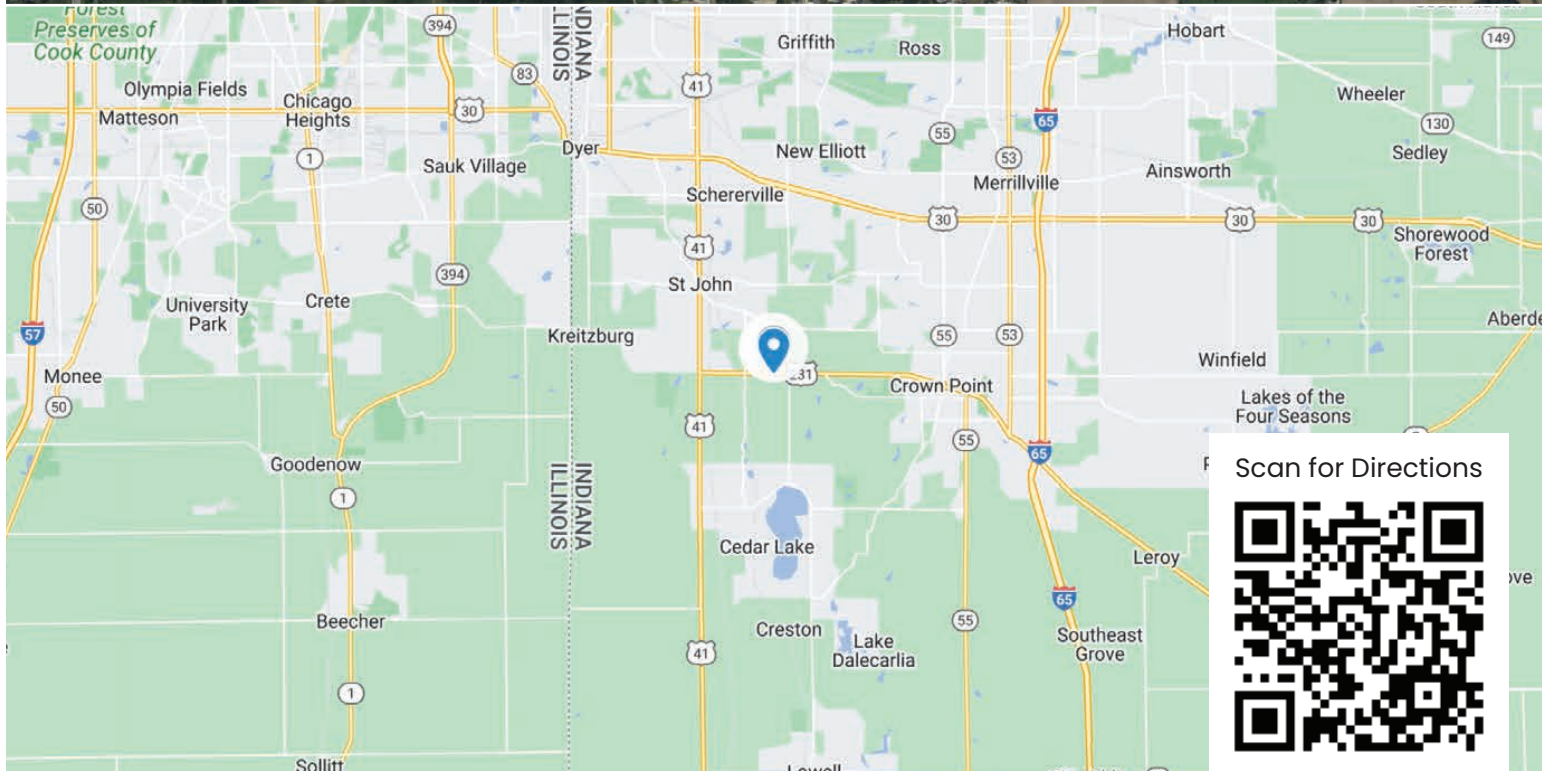 Forest
Preserves of
Cook County
394
ILLINOIS
INDIANA
Griffith
Ross
Hobart
149
83
41
Olympia Fields
Matteson
Chicago
Heights
30
65
Wheeler
130
Dyer
New Elliott
55
53
Sedley
1
Sauk Village
Merrillville
Ainsworth
Schererville
50
30
30
30
Shorewood
Forest
41
394
St John
University
Park
Crete
57
Kreitzburg
55
53
Aberde
Winfield
Monee
231
Crown Point
50
Lakes of the
Four Seasons
41
55
65
Goodenow
ILLINOIS
INDIANA
Scan for Directions
1
Cedar Lake
Leroy
ove
65
Beecher
Creston
55
Lake
Dalecarlia
Southeast
Grove
41
1
Sollitt
Lowell